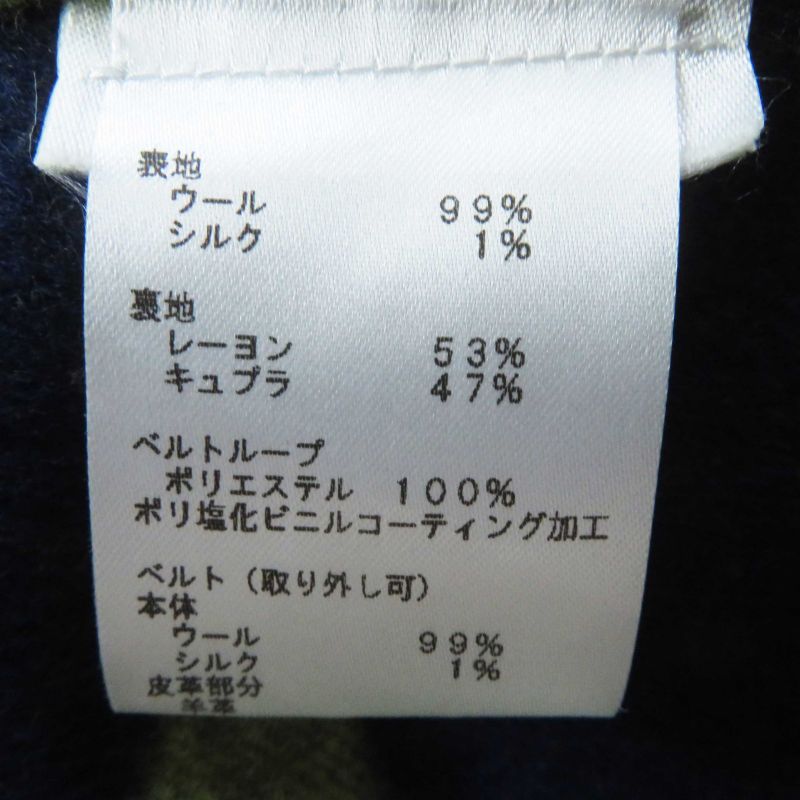 表地
ウール 99%
シルク 1%
裏地
レーヨン 53%
キュプラ 47%
ベルトループ
ポリエステル 100%
ポリ塩化ビニルコーティング加工
ベルト(取り外し可)
本体
ウール 99%
シルク 1%
皮革部分
羊革